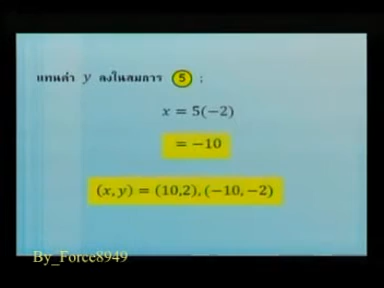 แทนค่า y ลงในสมการ 5 ;
x = 5(−2)
= −10
(x, y) = (10,2), (−10, −2)
By_Force8949